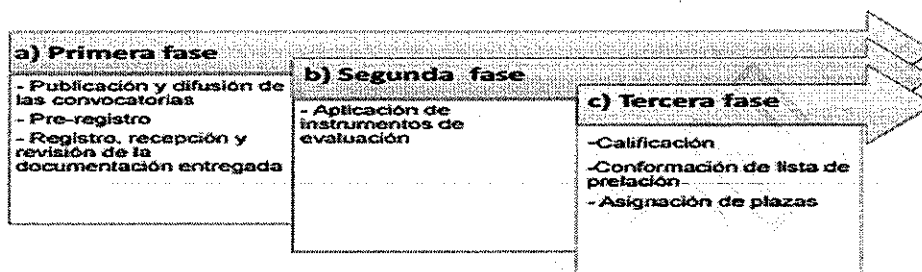 a) Primera fase
- Publicación y difusión de
las convocatorias
- Pre-registro
- Registro, recepción y
revisión de la
documentación entregada
b) Segunda fase
- Aplicación de
instrumentos de
evaluación
c) Tercera fase
-Calificación
-Conformación de lista de
prelación
- Asignación de plazas